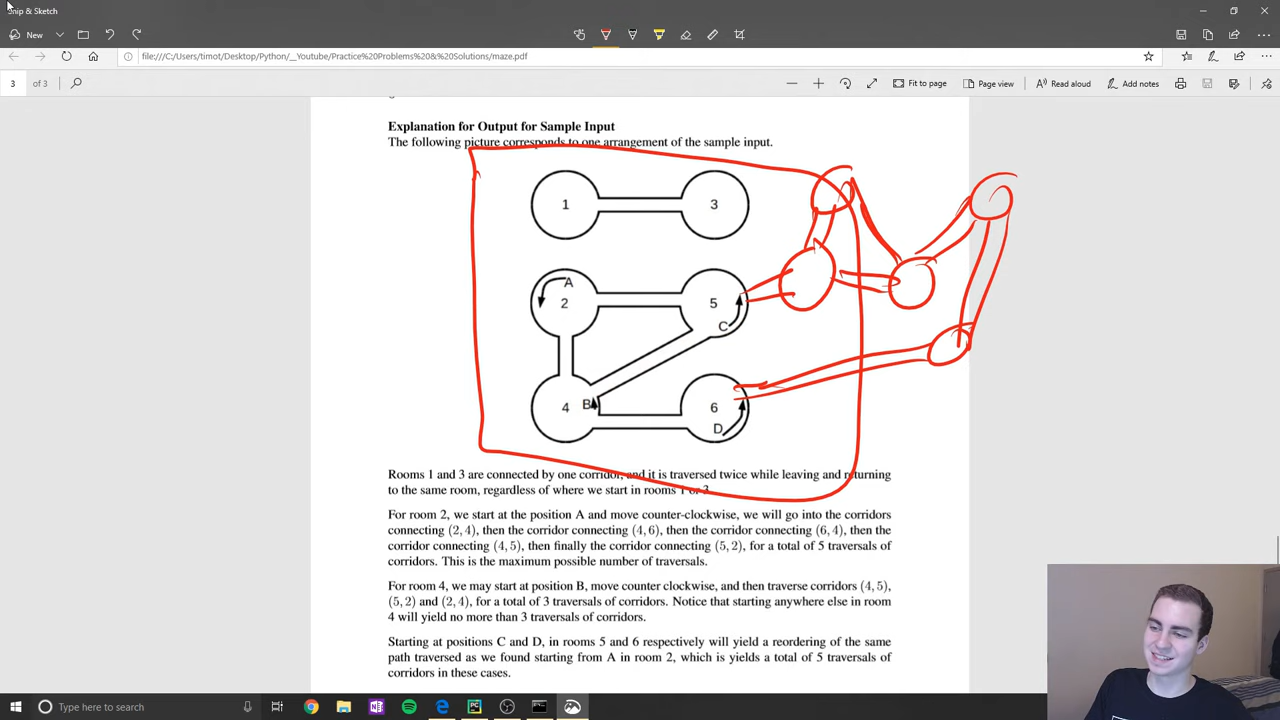 Snip & Sketch
New
file:///C:/Users/timot/Desktop/Python/__Youtube/Practice%20Problems%20&%20Solutions/maze.pdf
3 of 3
Fit to page
Page view
Read aloud
Add notes
Explanation for Output for Sample Input
The following picture corresponds to one arrangement of the sample input.
1
3
A
2
5
C
4
B
6
D
Rooms 1 and 3 are connected by one corridor, and it is traversed twice while leaving and returning
to the same room, regardless of where we start in rooms 1 or 3.
For room 2, we start at the position A and move counter-clockwise, we will go into the corridors
connecting (2, 4), then the corridor connecting (4, 6), then the corridor connecting (6, 4), then the
corridor connecting (4, 5), then finally the corridor connecting (5, 2), for a total of 5 traversals of
corridors. This is the maximum possible number of traversals.
For room 4, we may start at position B, move counter clockwise, and then traverse corridors (4, 5),
(5, 2) and (2, 4), for a total of 3 traversals of corridors. Notice that starting anywhere else in room
4 will yield no more than 3 traversals of corridors.
Starting at positions C and D, in rooms 5 and 6 respectively will yield a reordering of the same
path traversed as we found starting from A in room 2, which is yields a total of 5 traversals of
corridors in these cases.
Type here to search